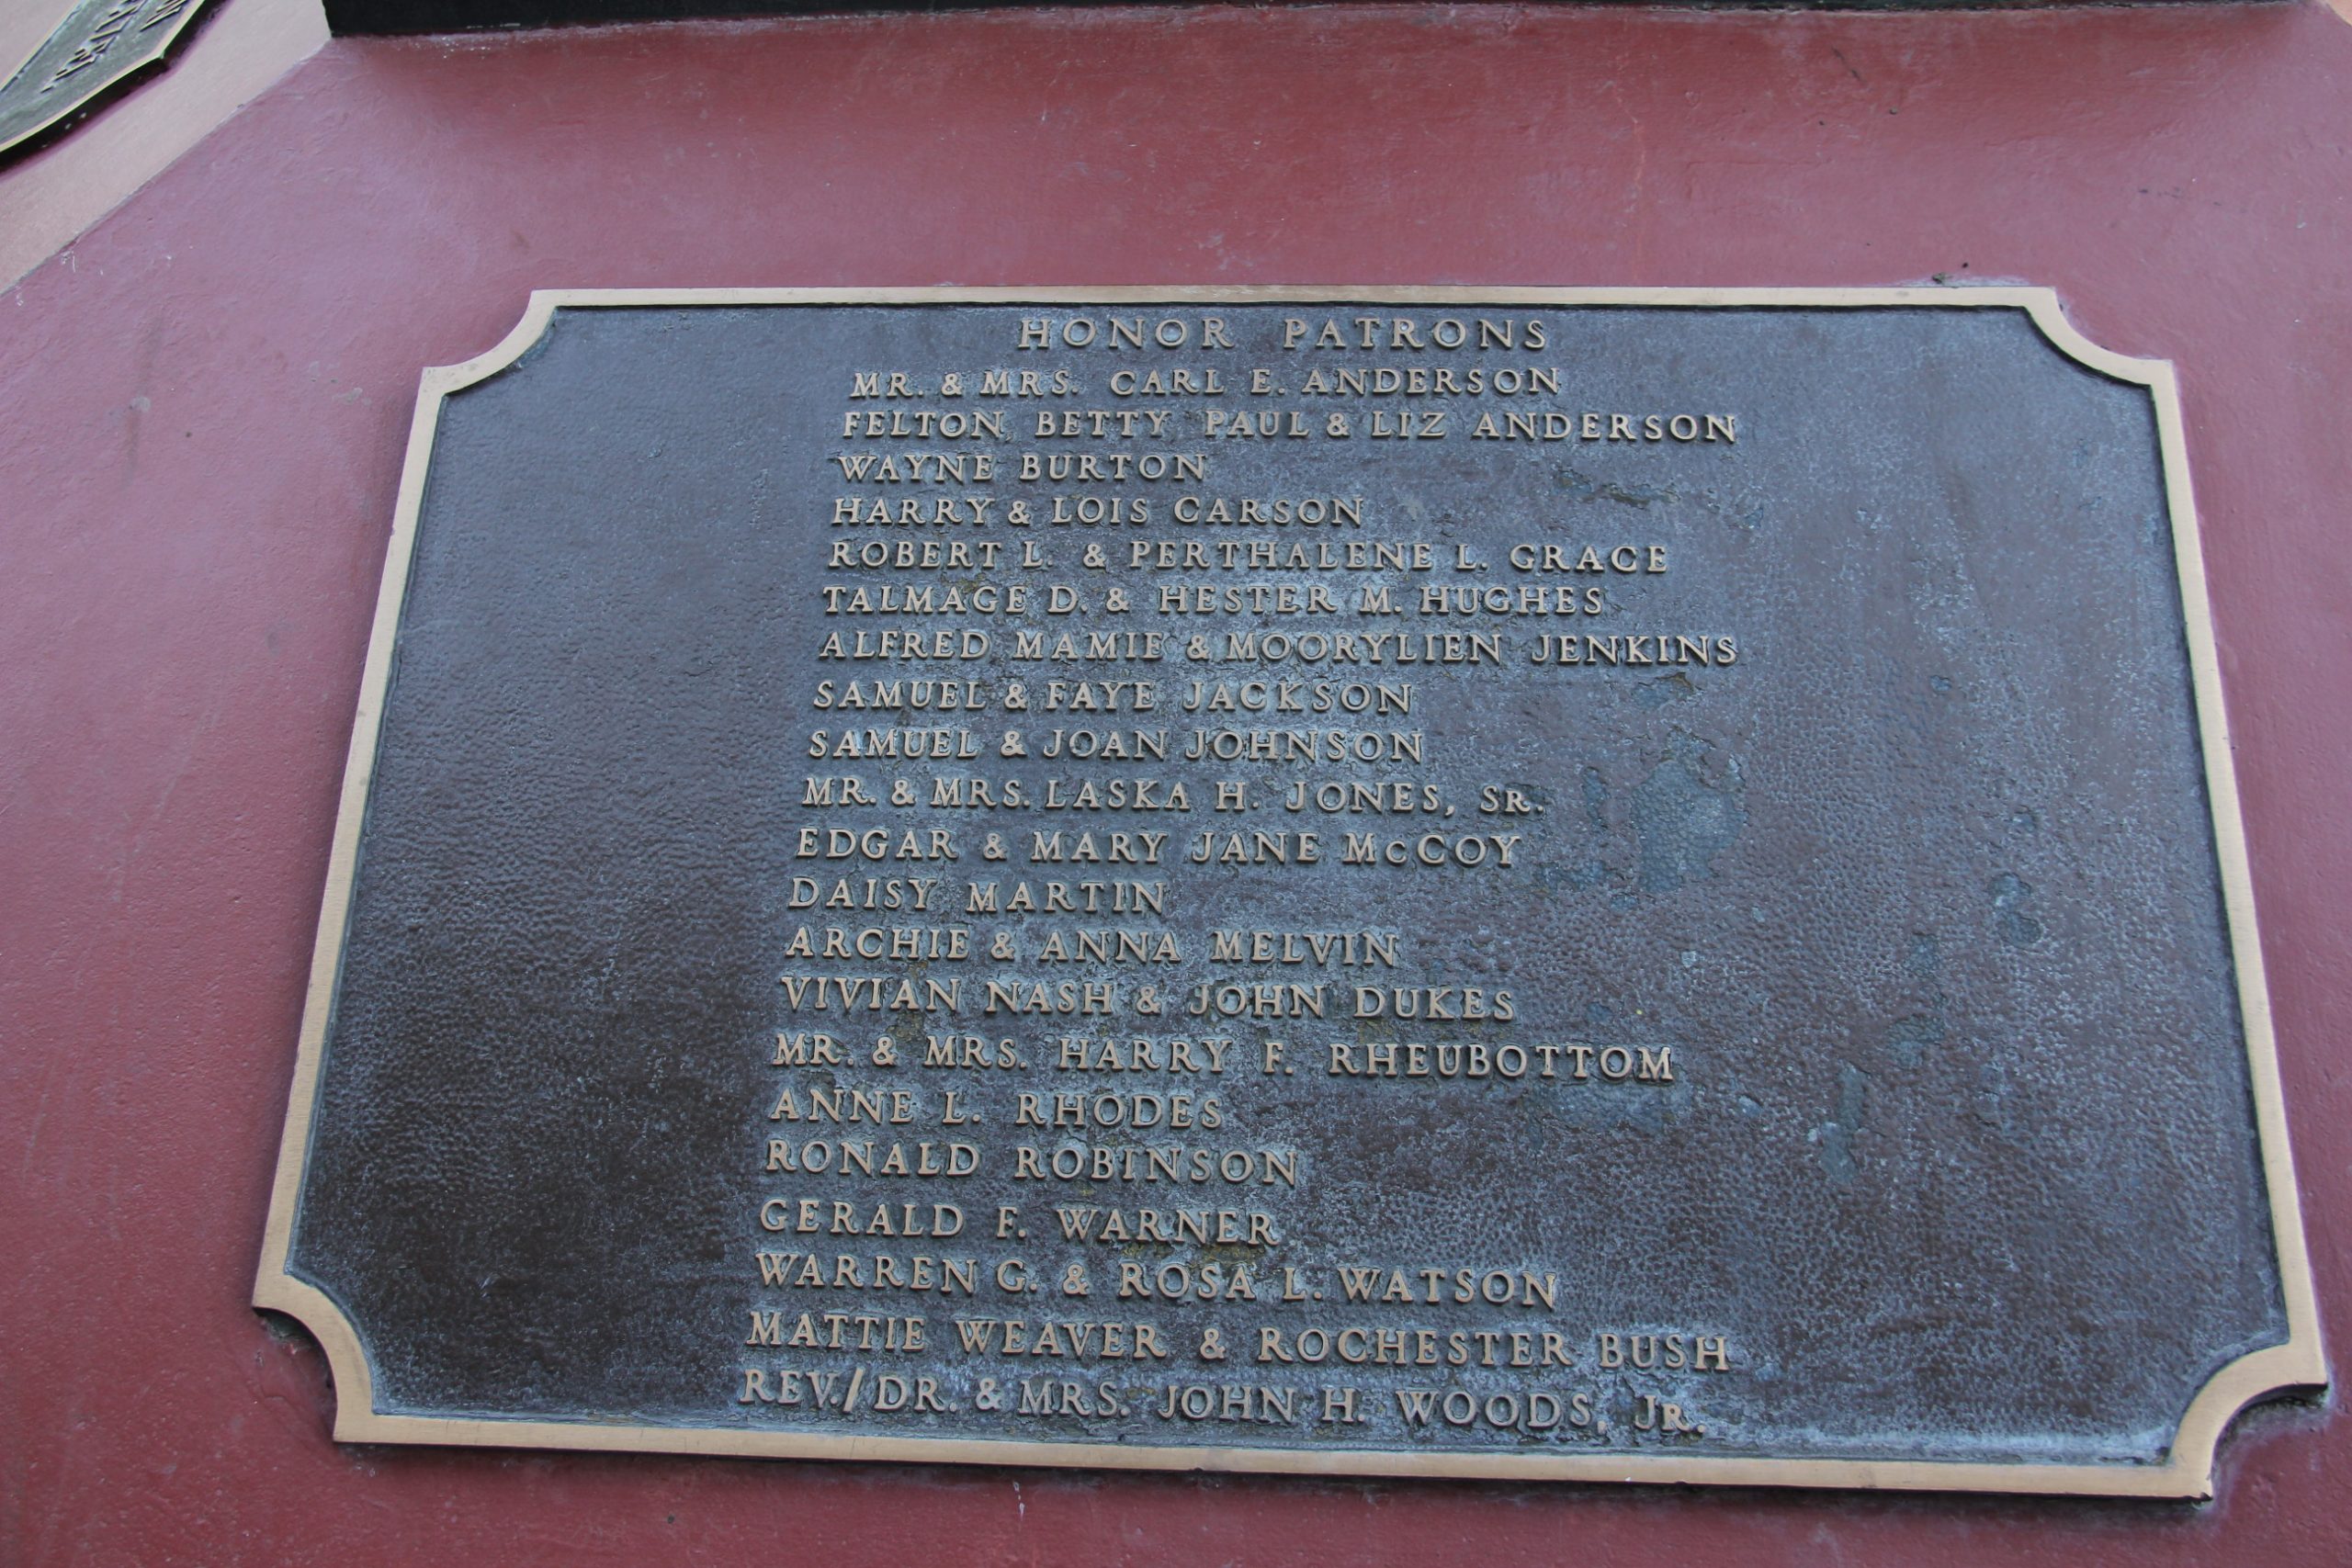 HONOR PATRONS
MR. & MRS. CARL E. ANDERSON
FELTON, BETTY PAUL & LIZ ANDERSON
WAYNE BURTON
HARRY & LOIS CARSON
ROBERT L. & PERTHALENE L. GRACE
TALMAGE D. & HESTER M. HUGHES
ALFRED MAMIE & MOORYLIEN JENKINS
SAMUEL & FAYE JACKSON
SAMUEL & JOAN JOHNSON
MR. & MRS. LASKA H. JONES, SR.
EDGAR & MARY JANE McCOY
DAISY MARTIN
ARCHIE & ANNA MELVIN
VIVIAN NASH & JOHN DUKES
MR. & MRS. HARRY F. RHEUBOTTOM
ANNE L. RHODES
RONALD ROBINSON
GERALD F. WARNER
WARREN G. & ROSA L. WATSON
MATTIE WEAVER & ROCHESTER BUSH
REV./DR. & MRS. JOHN H. WOODS, JR.